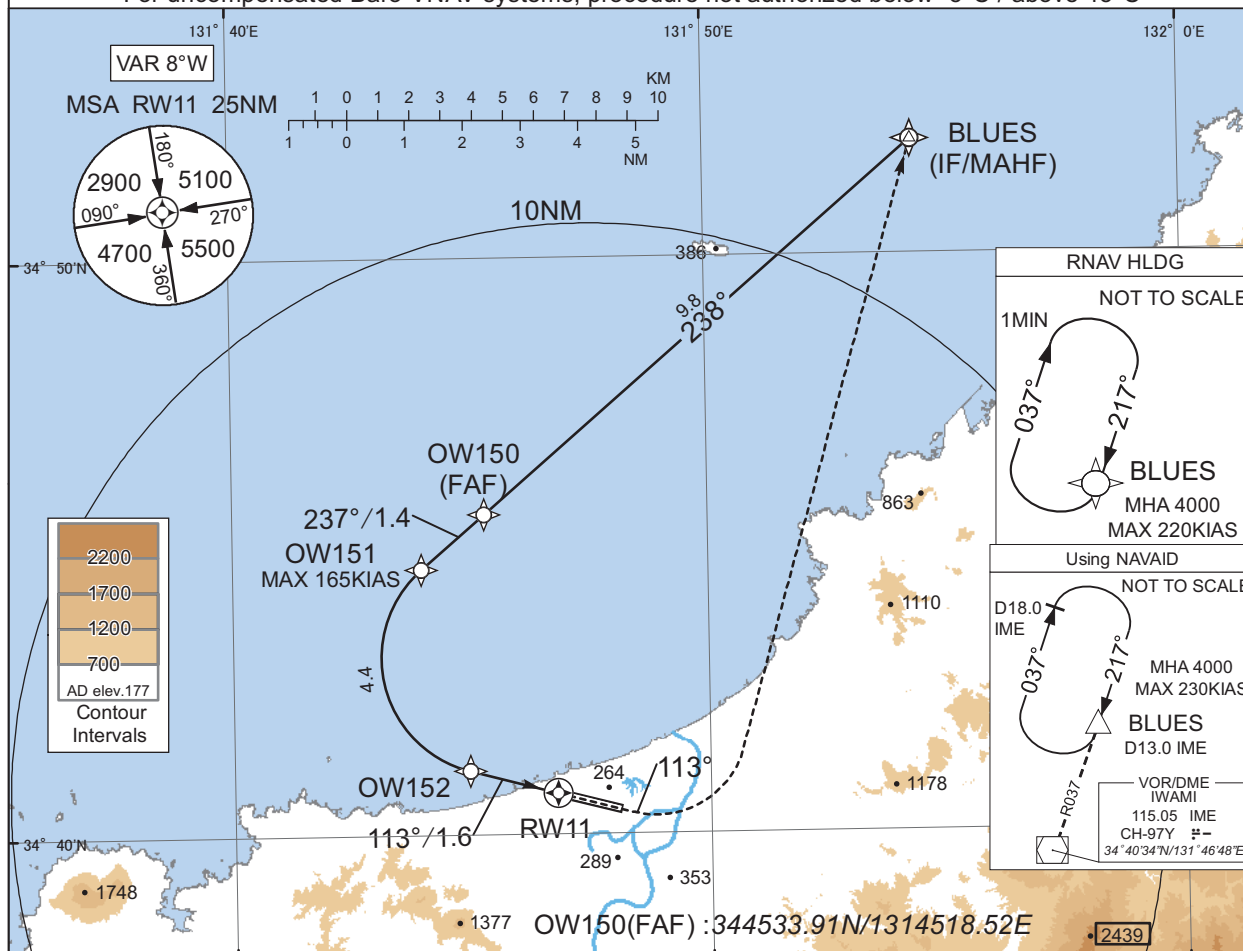 131° 40'E
131° 50'E
132° 0'E
VAR 8°W
MSA RW11 25NM
180°
2900
5100
090°
270°
4700
5500
360°
KM
1 0 1 2 3 4 5 6 7 8 9 10
1 0 1 2 3 4 5
NM
BLUES
(IF/MAHF)
10NM
386
34° 50'N
9.8
238°
RNAV HLDG
NOT TO SCALE
1MIN
037°
217°
BLUES
MHA 4000
MAX 220KIAS
OW150
(FAF)
237°/1.4
OW151
MAX 165KIAS
863
1110
2200
1700
1200
700
AD elev.177
Contour
Intervals
4.4
Using NAVAID
NOT TO SCALE
D18.0
IME
037°
217°
MHA 4000
MAX 230KIAS
BLUES
D13.0 IME
R037
VOR/DME
IWAMI
115.05 IME
CH-97Y
34°40'34"N/131°46'48"E
OW152
264
113°
1178
RW11
113°/1.6
34° 40'N
289
353
1748
1377
OW150(FAF) :344533.91N/1314518.52E
2439